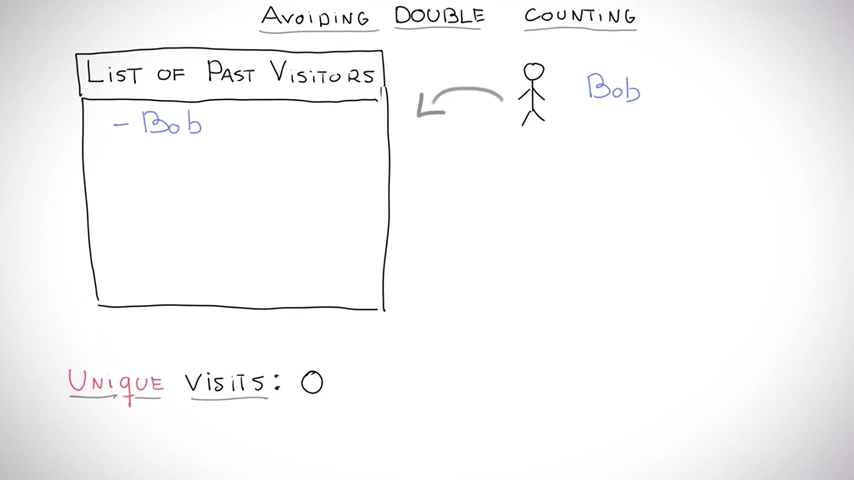 AVOIDING DOUBLE COUNTING
LIST OF PAST VISITORS
Bob
- Bob
UNIQUE VISITS: 0